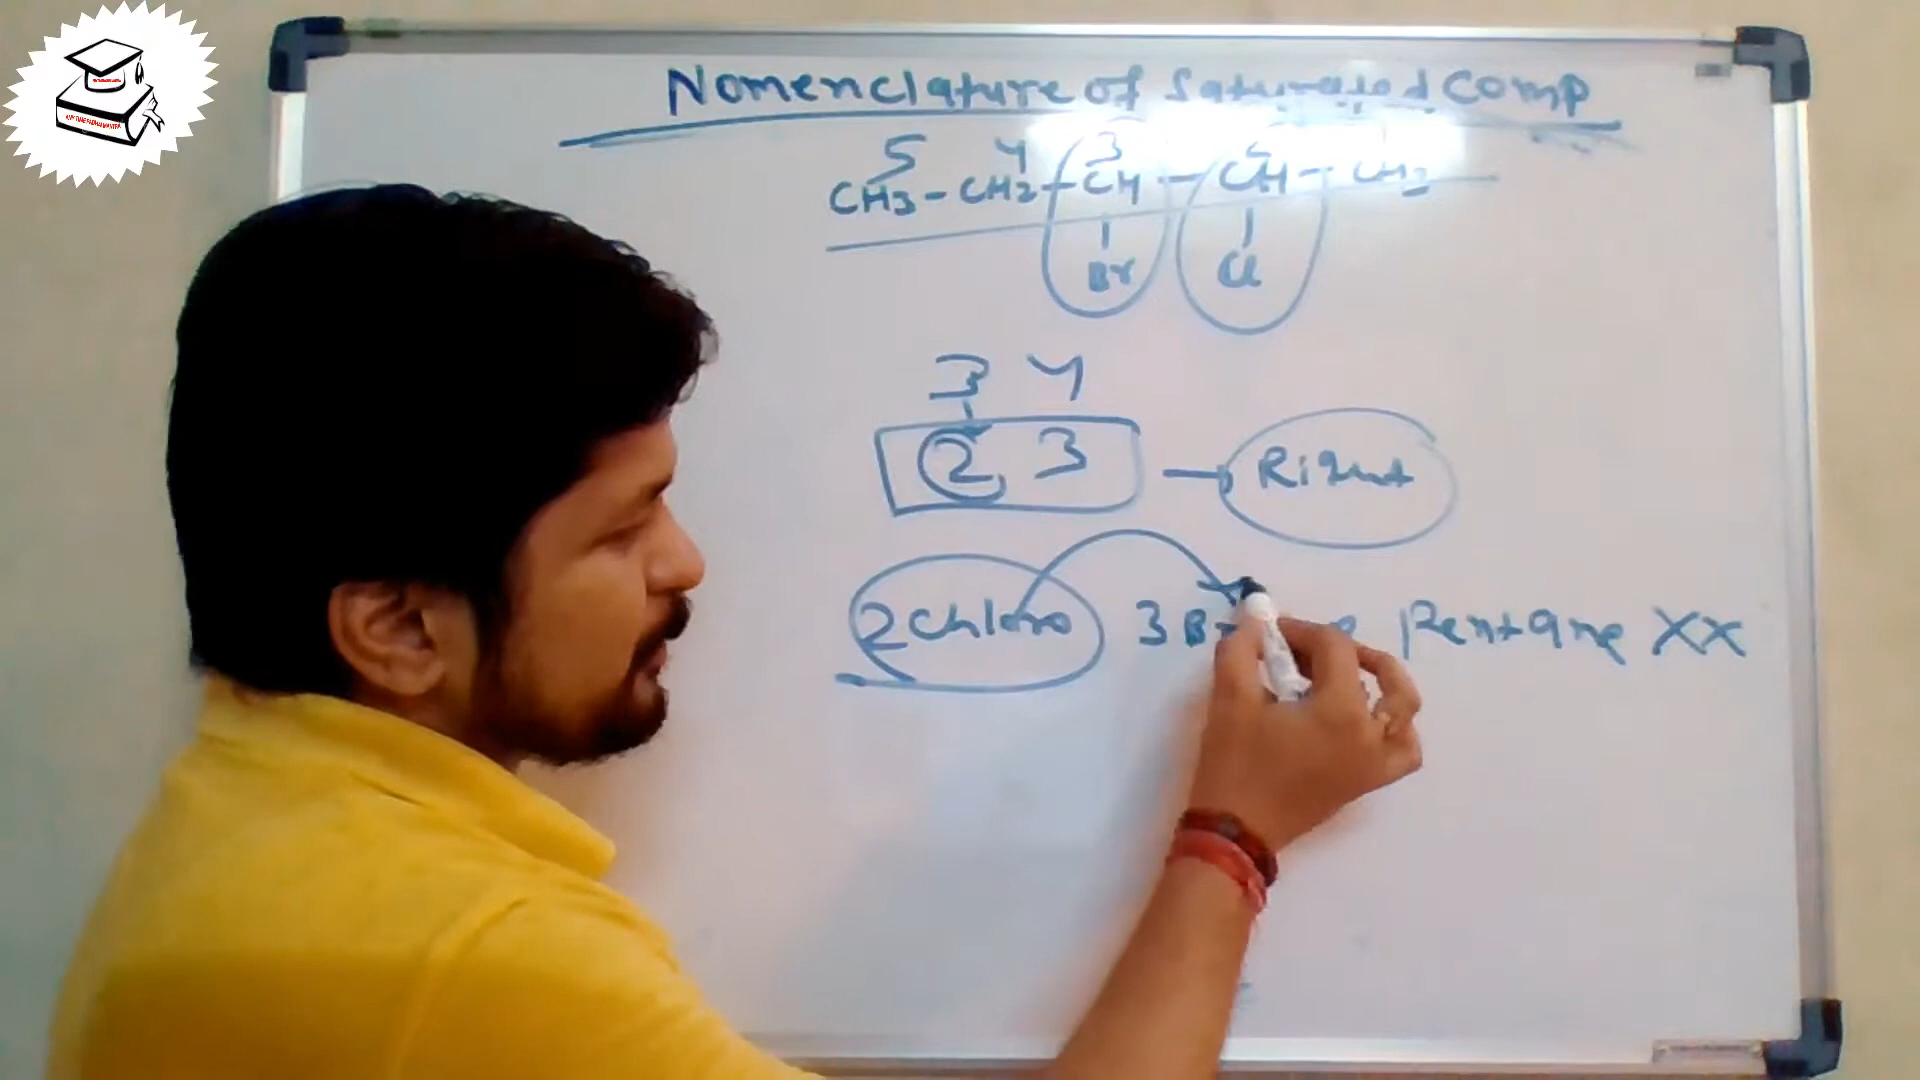 Nomenclature of Saturated Comp
5 4 3 2
CH3 - CH2 - CH - CH - CH3
Br Cl
3 4
2 3 → Right
2 Chloro 3 Pentane XX